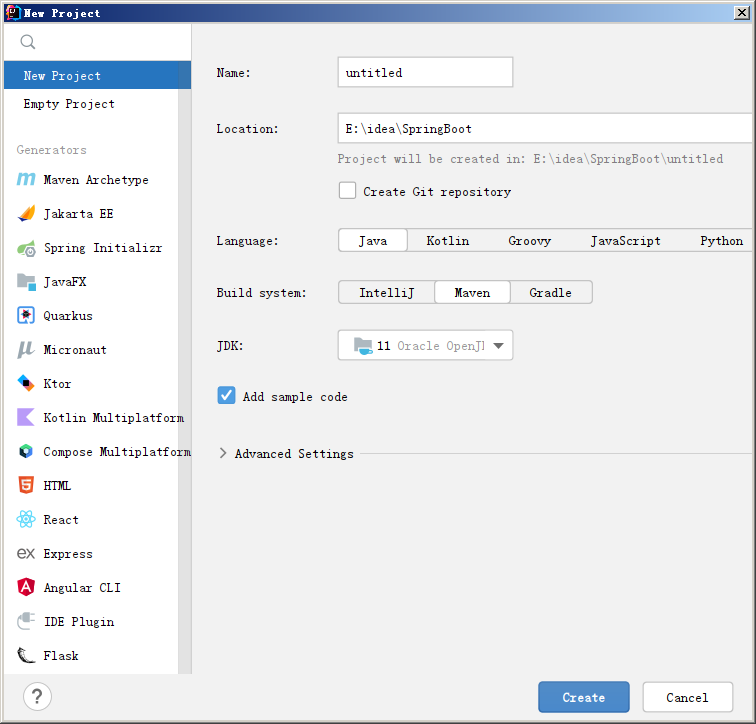 New Project
New Project
Empty Project
Generators
Maven Archetype
Jakarta EE
Spring Initializr
JavaFX
Quarkus
Micronaut
Ktor
Kotlin Multiplatform
Compose Multiplatform
HTML
React
ex Express
Angular CLI
IDE Plugin
Flask
Name: untitled
Location: E:\idea\SpringBoot
Project will be created in: E:\idea\SpringBoot\untitled
Create Git repository
Language: Java Kotlin Groovy JavaScript Python
Build system: IntelliJ Maven Gradle
JDK: 11 Oracle OpenJ
Add sample code
Advanced Settings
? Create Cancel